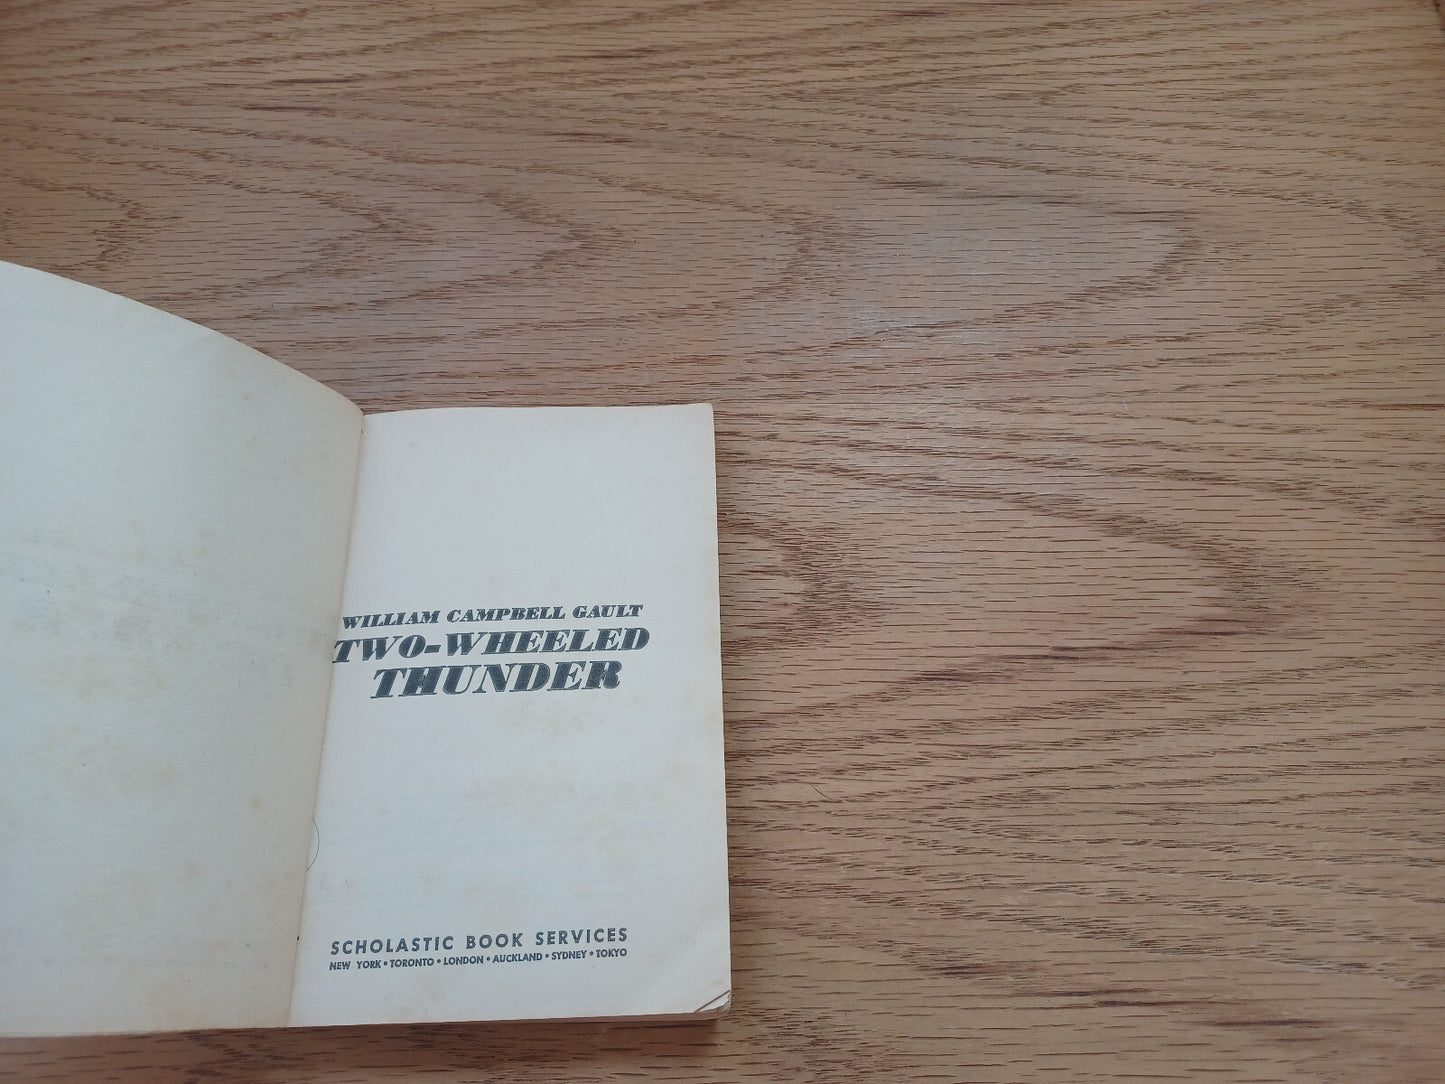 WILLIAM CAMPBELL GAULT
TWO-WHEELED
THUNDER
SCHOLASTIC BOOK SERVICES
NEW YORK • TORONTO • LONDON • AUCKLAND • SYDNEY • TOKYO